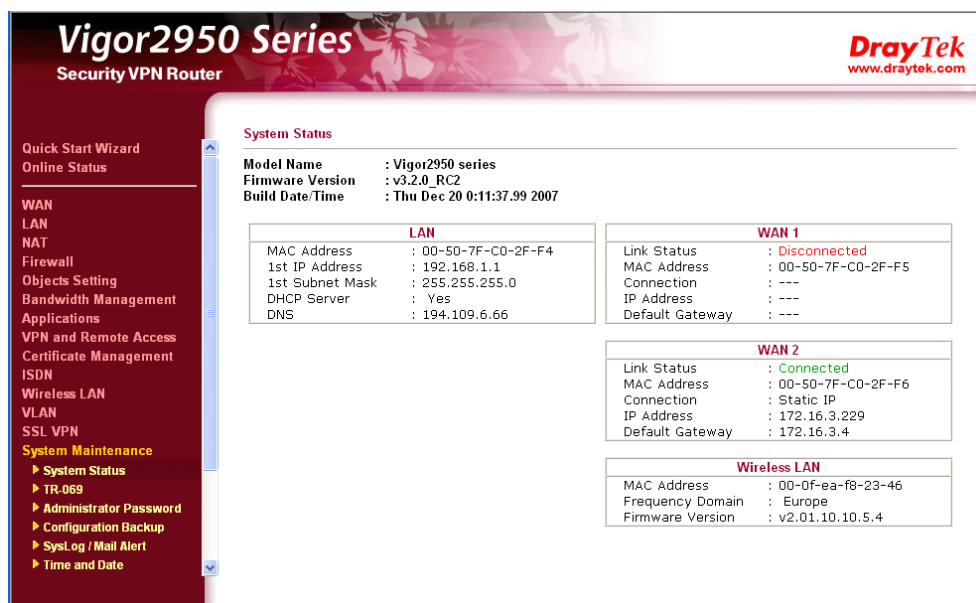 Vigor2950 Series
Security VPN Router
DrayTek
www.draytek.com
Quick Start Wizard
Online Status
WAN
LAN
NAT
Firewall
Objects Setting
Bandwidth Management
Applications
VPN and Remote Access
Certificate Management
ISDN
Wireless LAN
VLAN
SSL VPN
System Maintenance
System Status
TR-069
Administrator Password
Configuration Backup
SysLog / Mail Alert
Time and Date
System Status
Model Name : Vigor2950 series
Firmware Version : v3.2.0_RC2
Build Date/Time : Thu Dec 20 0:11:37.99 2007
LAN
MAC Address : 00-50-7F-C0-2F-F4
1st IP Address : 192.168.1.1
1st Subnet Mask : 255.255.255.0
DHCP Server : Yes
DNS : 194.109.6.66
WAN 1
Link Status : Disconnected
MAC Address : 00-50-7F-C0-2F-F5
Connection : ---
IP Address : ---
Default Gateway : ---
WAN 2
Link Status : Connected
MAC Address : 00-50-7F-C0-2F-F6
Connection : Static IP
IP Address : 172.16.3.229
Default Gateway : 172.16.3.4
Wireless LAN
MAC Address : 00-0f-ea-f8-23-46
Frequency Domain : Europe
Firmware Version : v2.01.10.10.5.4